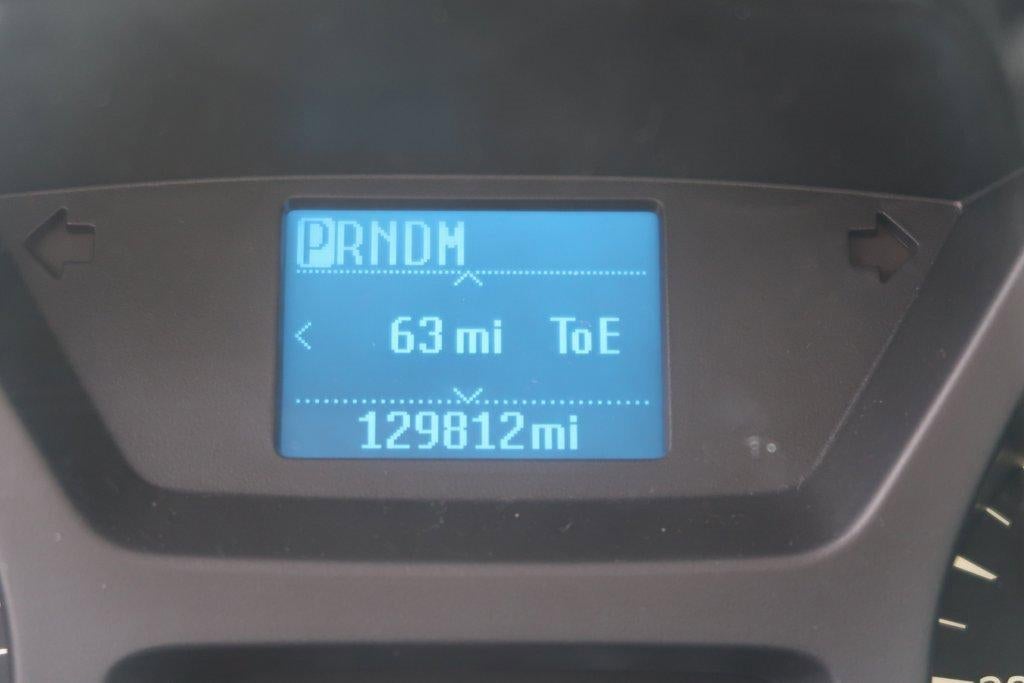 PRNDM
< 63 mi ToE
129812mi